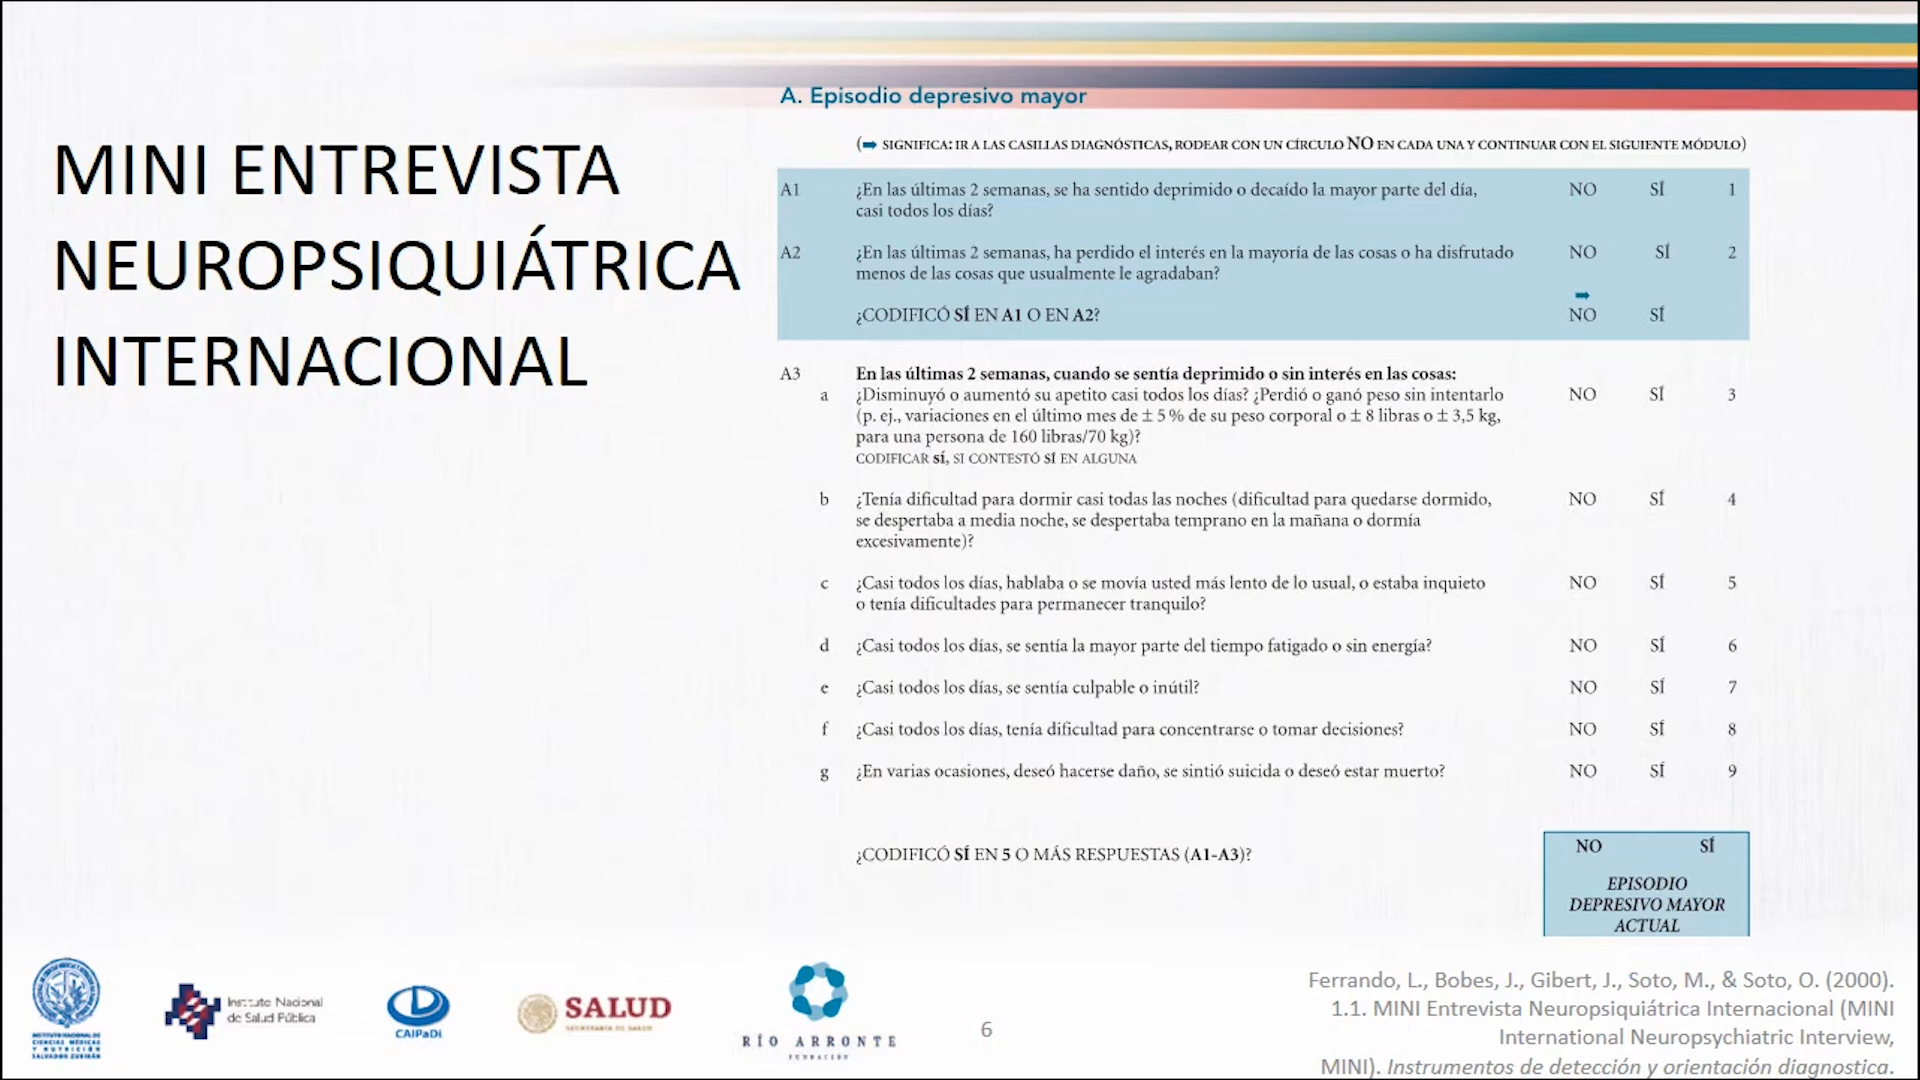 MINI ENTREVISTA
NEUROPSIQUIÁTRICA
INTERNACIONAL
A. Episodio depresivo mayor
(➡ SIGNIFICA: IR A LAS CASILLAS DIAGNÓSTICAS, RODEAR CON UN CÍRCULO NO EN CADA UNA Y CONTINUAR CON EL SIGUIENTE MÓDULO)
A1 ¿En las últimas 2 semanas, se ha sentido deprimido o decaído la mayor parte del día, NO SÍ 1
casi todos los días?
A2 ¿En las últimas 2 semanas, ha perdido el interés en la mayoría de las cosas o ha disfrutado NO SÍ 2
menos de las cosas que usualmente le agradaban?
➡
¿CODIFICÓ SÍ EN A1 O EN A2? NO SÍ
A3 En las últimas 2 semanas, cuando se sentía deprimido o sin interés en las cosas:
a ¿Disminuyó o aumentó su apetito casi todos los días? ¿Perdió o ganó peso sin intentarlo NO SÍ 3
(p. ej., variaciones en el último mes de ± 5 % de su peso corporal o ± 8 libras o ± 3,5 kg,
para una persona de 160 libras/70 kg)?
CODIFICAR SÍ, SI CONTESTÓ SÍ EN ALGUNA
b ¿Tenía dificultad para dormir casi todas las noches (dificultad para quedarse dormido, NO SÍ 4
se despertaba a media noche, se despertaba temprano en la mañana o dormía
excesivamente)?
c ¿Casi todos los días, hablaba o se movía usted más lento de lo usual, o estaba inquieto NO SÍ 5
o tenía dificultades para permanecer tranquilo?
d ¿Casi todos los días, se sentía la mayor parte del tiempo fatigado o sin energía? NO SÍ 6
e ¿Casi todos los días, se sentía culpable o inútil? NO SÍ 7
f ¿Casi todos los días, tenía dificultad para concentrarse o tomar decisiones? NO SÍ 8
g ¿En varias ocasiones, deseó hacerse daño, se sintió suicida o deseó estar muerto? NO SÍ 9
¿CODIFICÓ SÍ EN 5 O MÁS RESPUESTAS (A1-A3)? NO SÍ
EPISODIO
DEPRESIVO MAYOR
ACTUAL
INSTITUTO NACIONAL DE
CIENCIAS MÉDICAS
Y NUTRICIÓN
SALVADOR ZUBIRÁN
Instituto Nacional
de Salud Pública
CAIPaDi
SALUD
SECRETARÍA DE SALUD
RÍO ARRONTE
FUNDACIÓN
6
Ferrando, L., Bobes, J., Gibert, J., Soto, M., & Soto, O. (2000).
1.1. MINI Entrevista Neuropsiquiátrica Internacional (MINI
International Neuropsychiatric Interview,
MINI). Instrumentos de detección y orientación diagnostica.